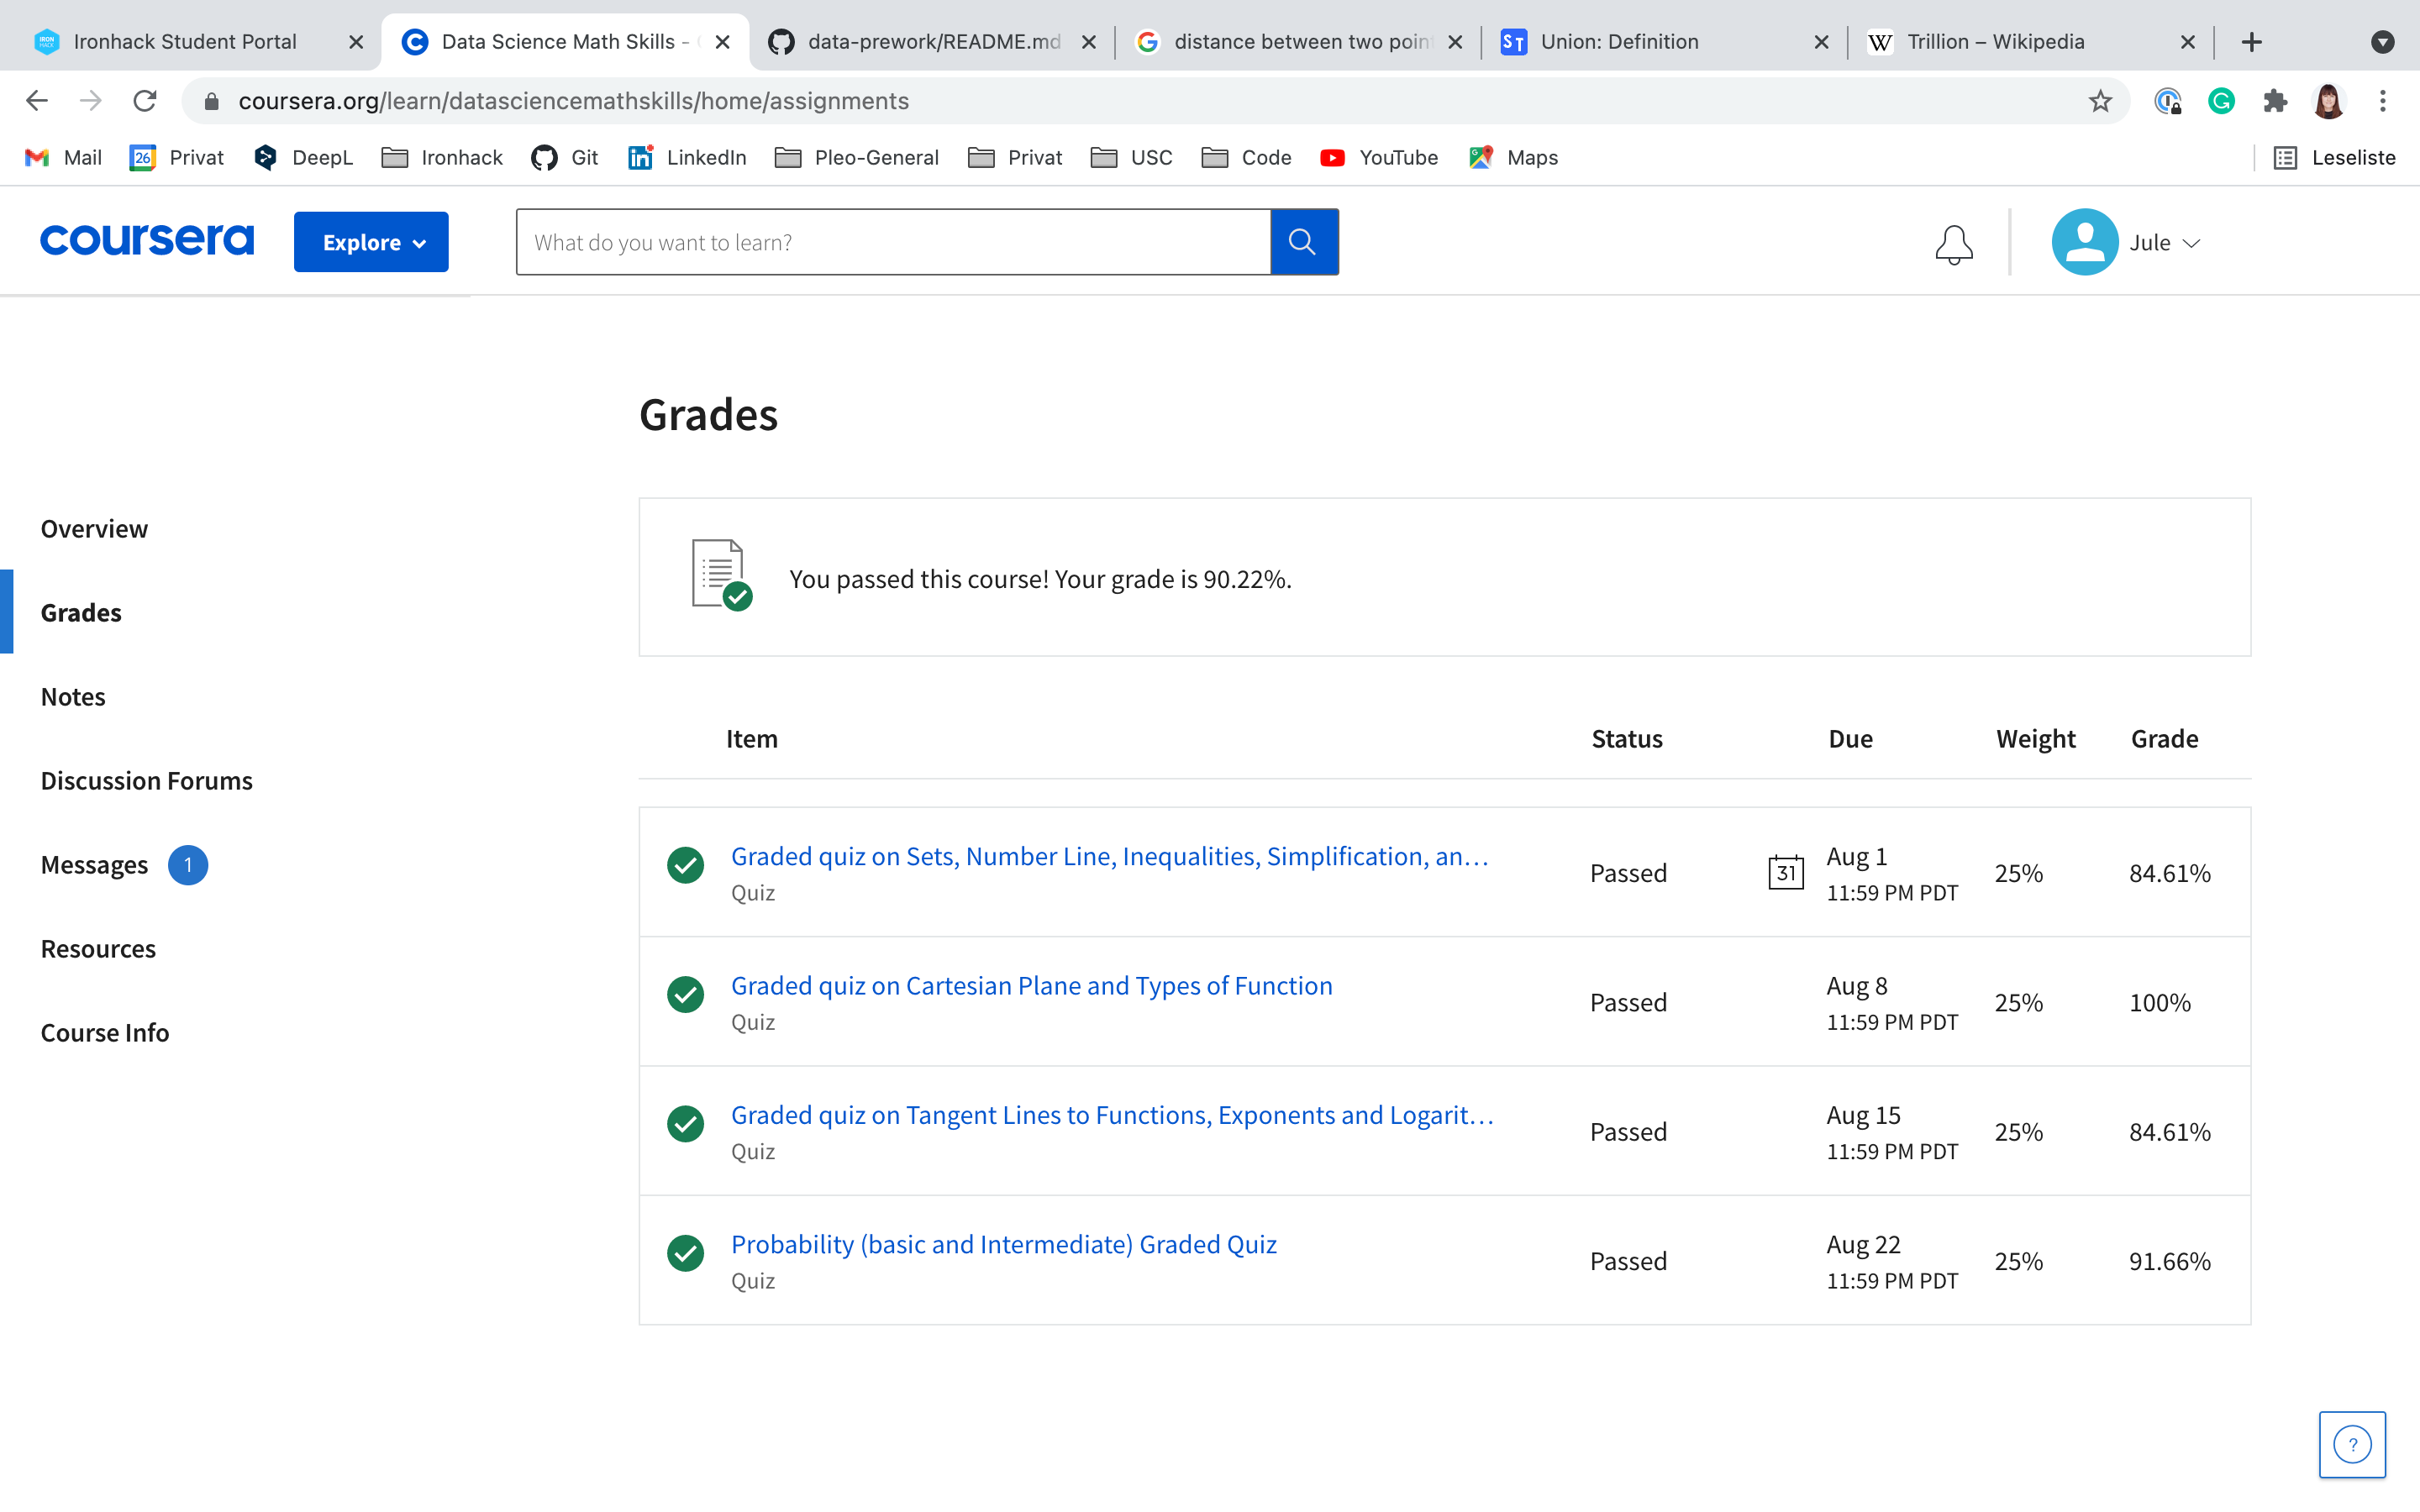 Ironhack Student Portal
Data Science Math Skills -
data-prework/README.md
distance between two poin
Union: Definition
Trillion – Wikipedia
coursera.org/learn/datasciencemathskills/home/assignments
Mail
26 Privat
DeepL
Ironhack
Git
LinkedIn
Pleo-General
Privat
USC
Code
YouTube
Maps
Leseliste
coursera
Explore
What do you want to learn?
Jule
Grades
Overview
Grades
Notes
Discussion Forums
Messages 1
Resources
Course Info
You passed this course! Your grade is 90.22%.
Item Status Due Weight Grade
Graded quiz on Sets, Number Line, Inequalities, Simplification, an…
Quiz
Passed
31
Aug 1
11:59 PM PDT
25%
84.61%
Graded quiz on Cartesian Plane and Types of Function
Quiz
Passed
Aug 8
11:59 PM PDT
25%
100%
Graded quiz on Tangent Lines to Functions, Exponents and Logarit…
Quiz
Passed
Aug 15
11:59 PM PDT
25%
84.61%
Probability (basic and Intermediate) Graded Quiz
Quiz
Passed
Aug 22
11:59 PM PDT
25%
91.66%
?